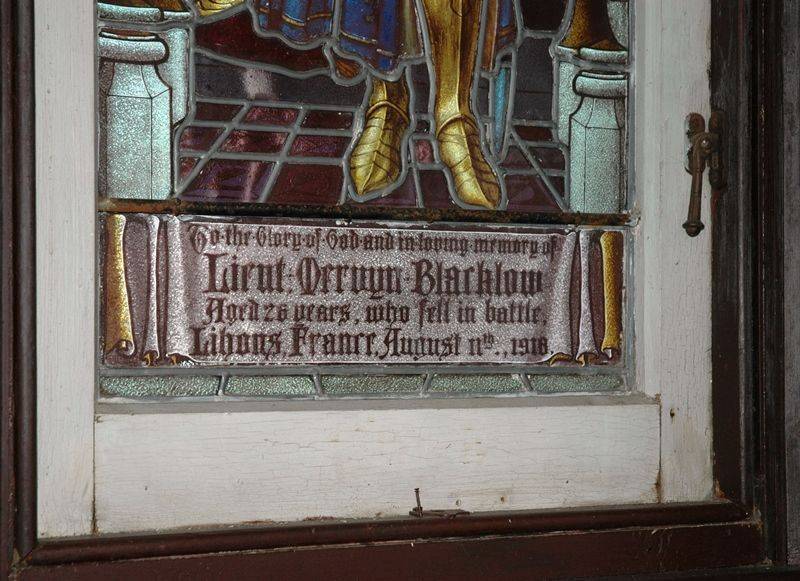 To the Glory of God and in loving memory of
Lieut. Mervyn Blacklow
Aged 26 years, who fell in battle,
Lihons, France, August 11th., 1918.